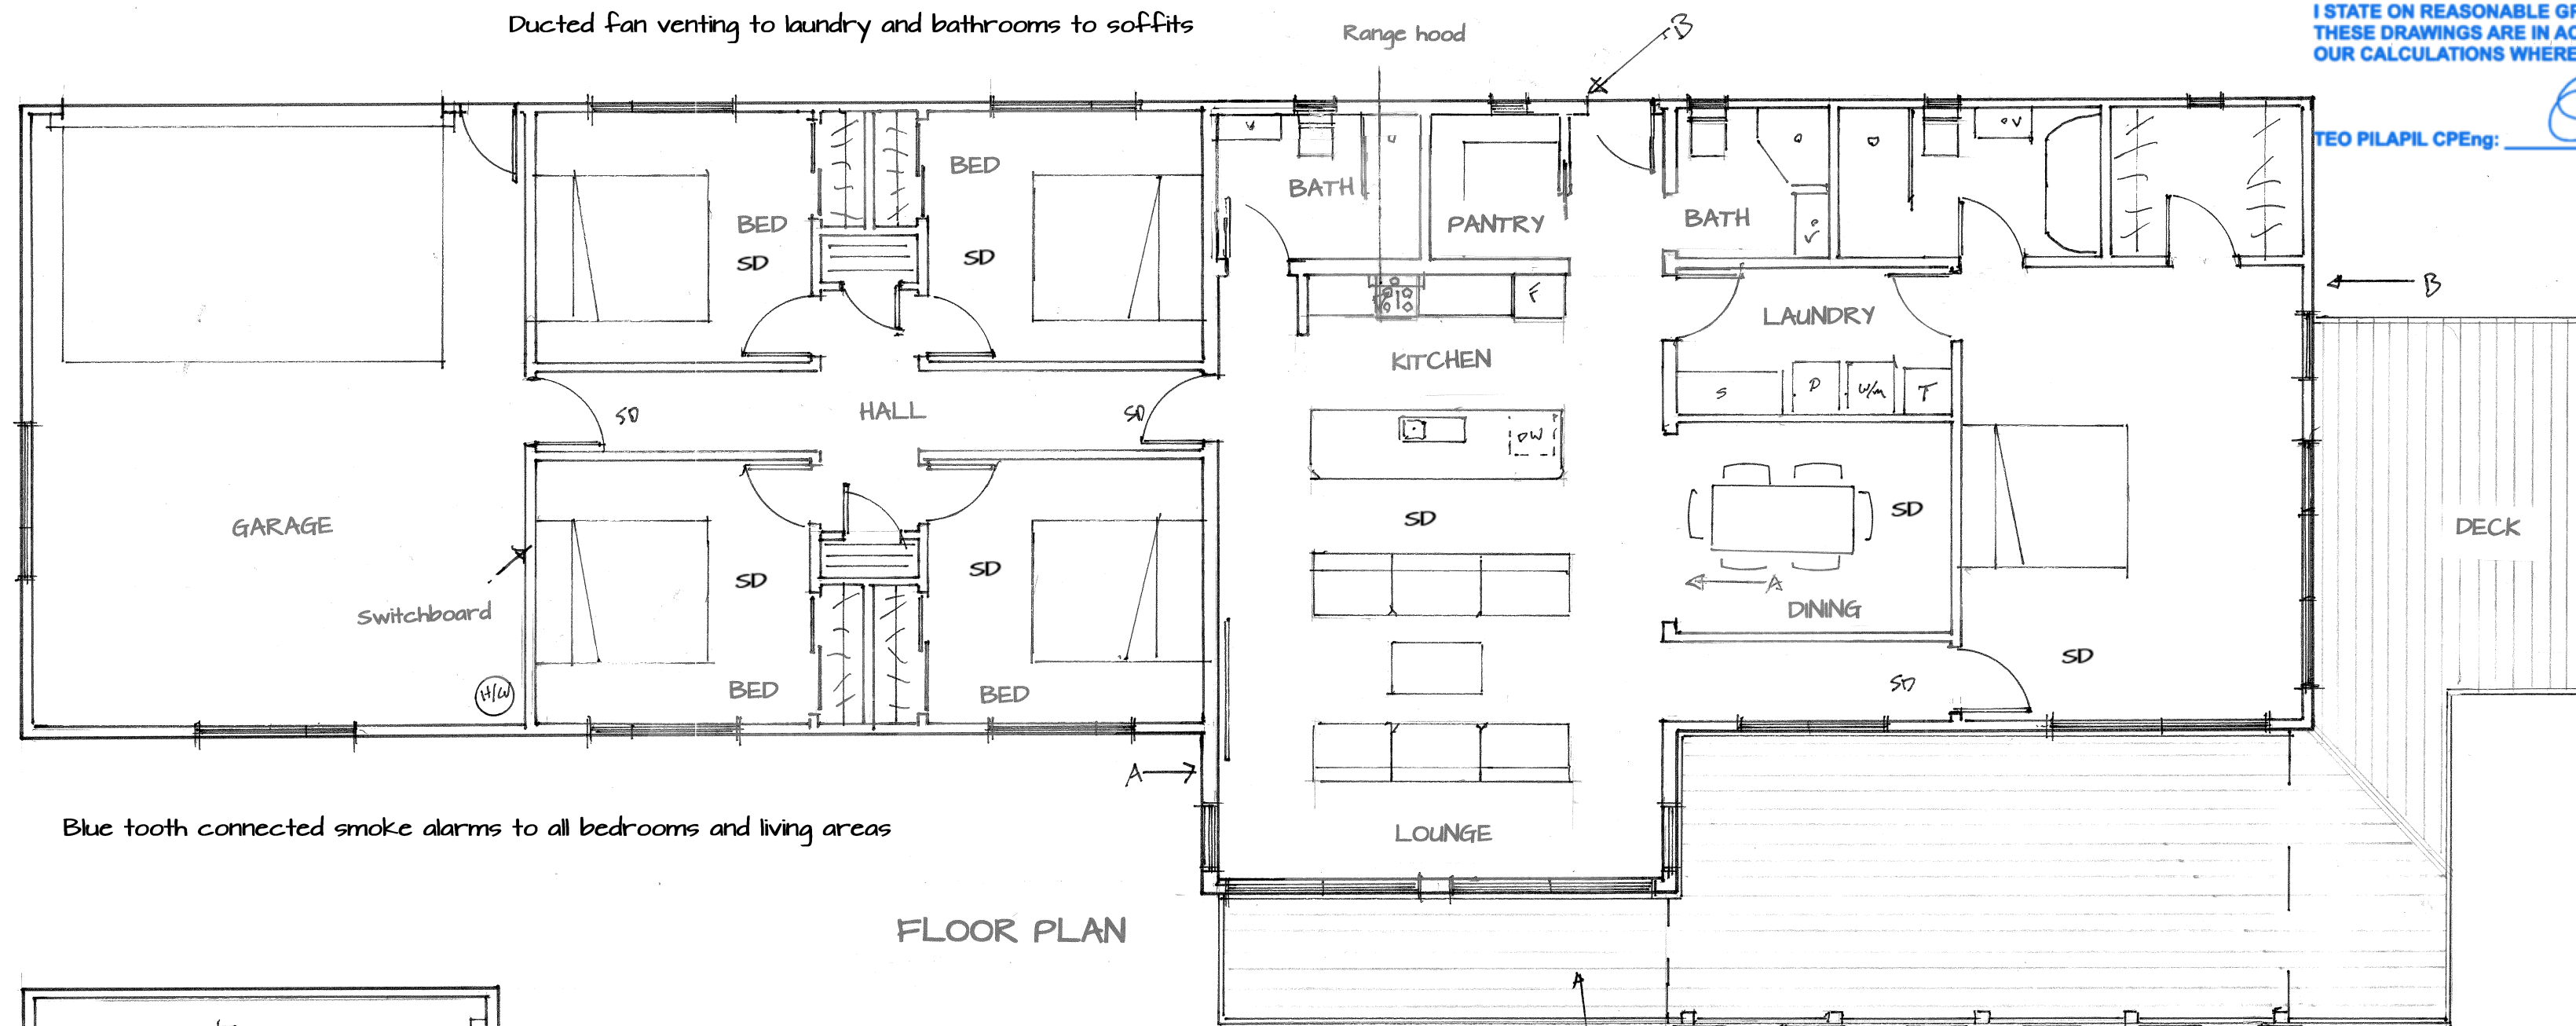 Ducted fan venting to laundry and bathrooms to soffits
Range hood
B
I STATE ON REASONABLE
THESE DRAWINGS ARE IN
OUR CALCULATIONS WHERE
TEO PILAPIL CPEng:
BED
BED
SD
SD
BATH
PANTRY
BATH
V
V
V
F
B
LAUNDRY
KITCHEN
S
D
W/M
T
HALL
SD
SD
DW
GARAGE
Switchboard
H/W
SD
SD
BED
BED
SD
SD
A
DINING
SD
SD
DECK
A
LOUNGE
Blue tooth connected smoke alarms to all bedrooms and living areas
FLOOR PLAN
A